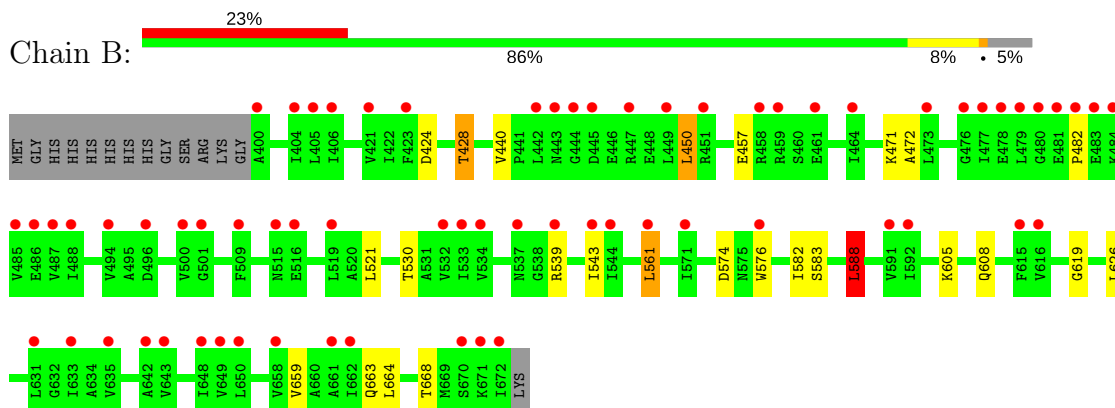 23%
Chain B:
86% 8% • 5%
MET GLY HIS HIS HIS HIS HIS HIS GLY SER ARG LYS GLY A400 I404 L405 I406 V421 I422 F423 D424 T428 V440 P441 L442 N443 G444 D445 E446 R447 E448 L449 L450 R451 E457 R458 R459 S460 E461 I464 K471 A472 L473 G476 I477 E478 L479 G480 E481 P482 E483 K484
V485 E486 V487 I488 V494 A495 D496 V500 G501 F509 N515 E516 L519 A520 L521 T530 A531 V532 I533 V534 N537 G538 R539 I543 I544 L561 I571 D574 N575 W576 I582 S583 L588 V591 I592 K605 Q608 F615 V616 G619 L626
L631 G632 I633 A634 V635 A642 V643 I648 V649 L650 V658 V659 A660 A661 I662 Q663 L664 T668 M669 S670 K671 I672 LYS